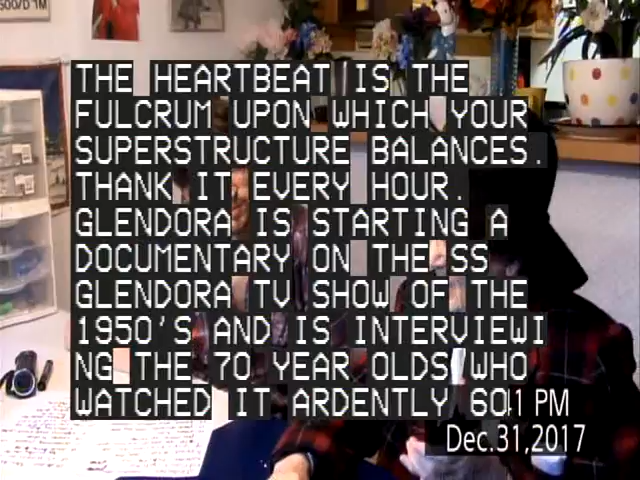 THE HEARTBEAT IS THE
FULCRUM UPON WHICH YOUR
SUPERSTRUCTURE BALANCES.
THANK IT EVERY HOUR.
GLENDORA IS STARTING A
DOCUMENTARY ON THE SS
GLENDORA TV SHOW OF THE
1950'S AND IS INTERVIEWI
NG THE 70 YEAR OLDS WHO
WATCHED IT ARDENTLY 60
1 PM
Dec.31,2017